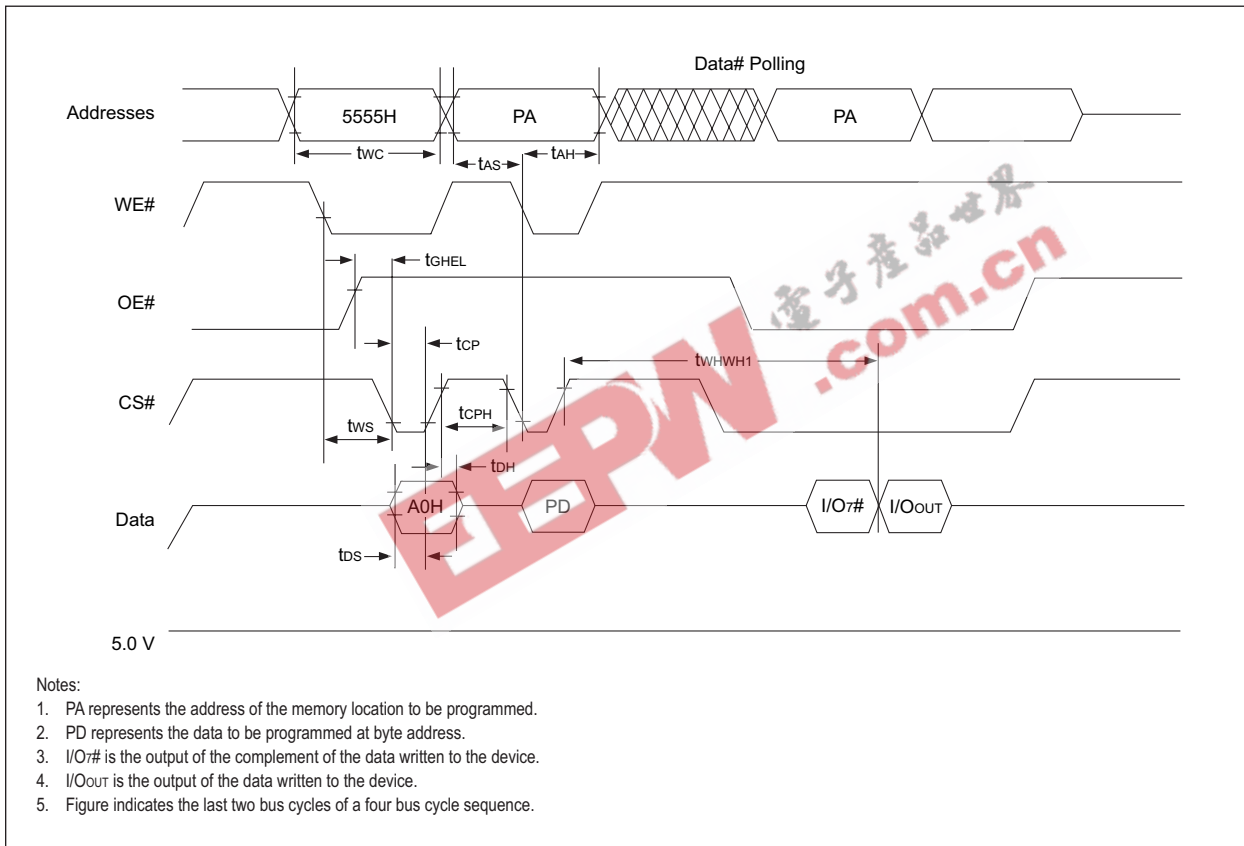 Data# Polling
Addresses
5555H
PA
PA
tWC
tAS
tAH
WE#
tGHEL
OE#
tCP
tWHWH1
CS#
tCPH
tWS
tDH
Data
A0H
PD
I/O7#
I/OOUT
tDS
5.0 V
EEPW
電子產品世界
.com.cn
Notes:
1. PA represents the address of the memory location to be programmed.
2. PD represents the data to be programmed at byte address.
3. I/O7# is the output of the complement of the data written to the device.
4. I/OOUT is the output of the data written to the device.
5. Figure indicates the last two bus cycles of a four bus cycle sequence.